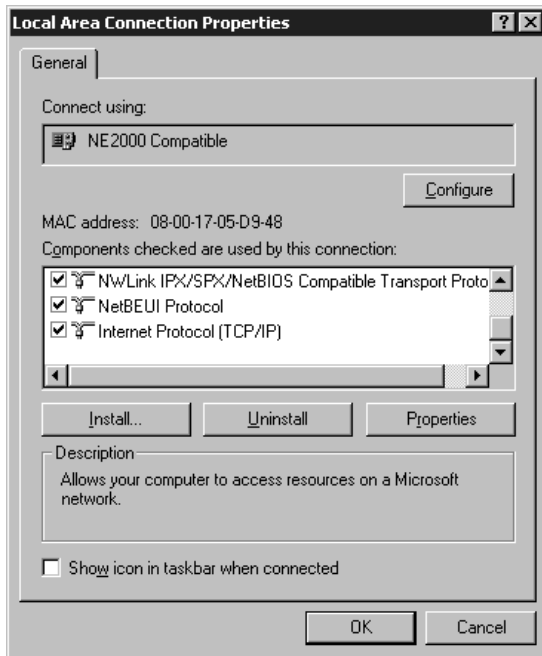 Local Area Connection Properties
General
Connect using:
NE2000 Compatible
Configure
MAC address: 08-00-17-05-D9-48
Components checked are used by this connection:
NWLink IPX/SPX/NetBIOS Compatible Transport Proto
NetBEUI Protocol
Internet Protocol (TCP/IP)
Install... Uninstall Properties
Description
Allows your computer to access resources on a Microsoft
network.
Show icon in taskbar when connected
OK Cancel